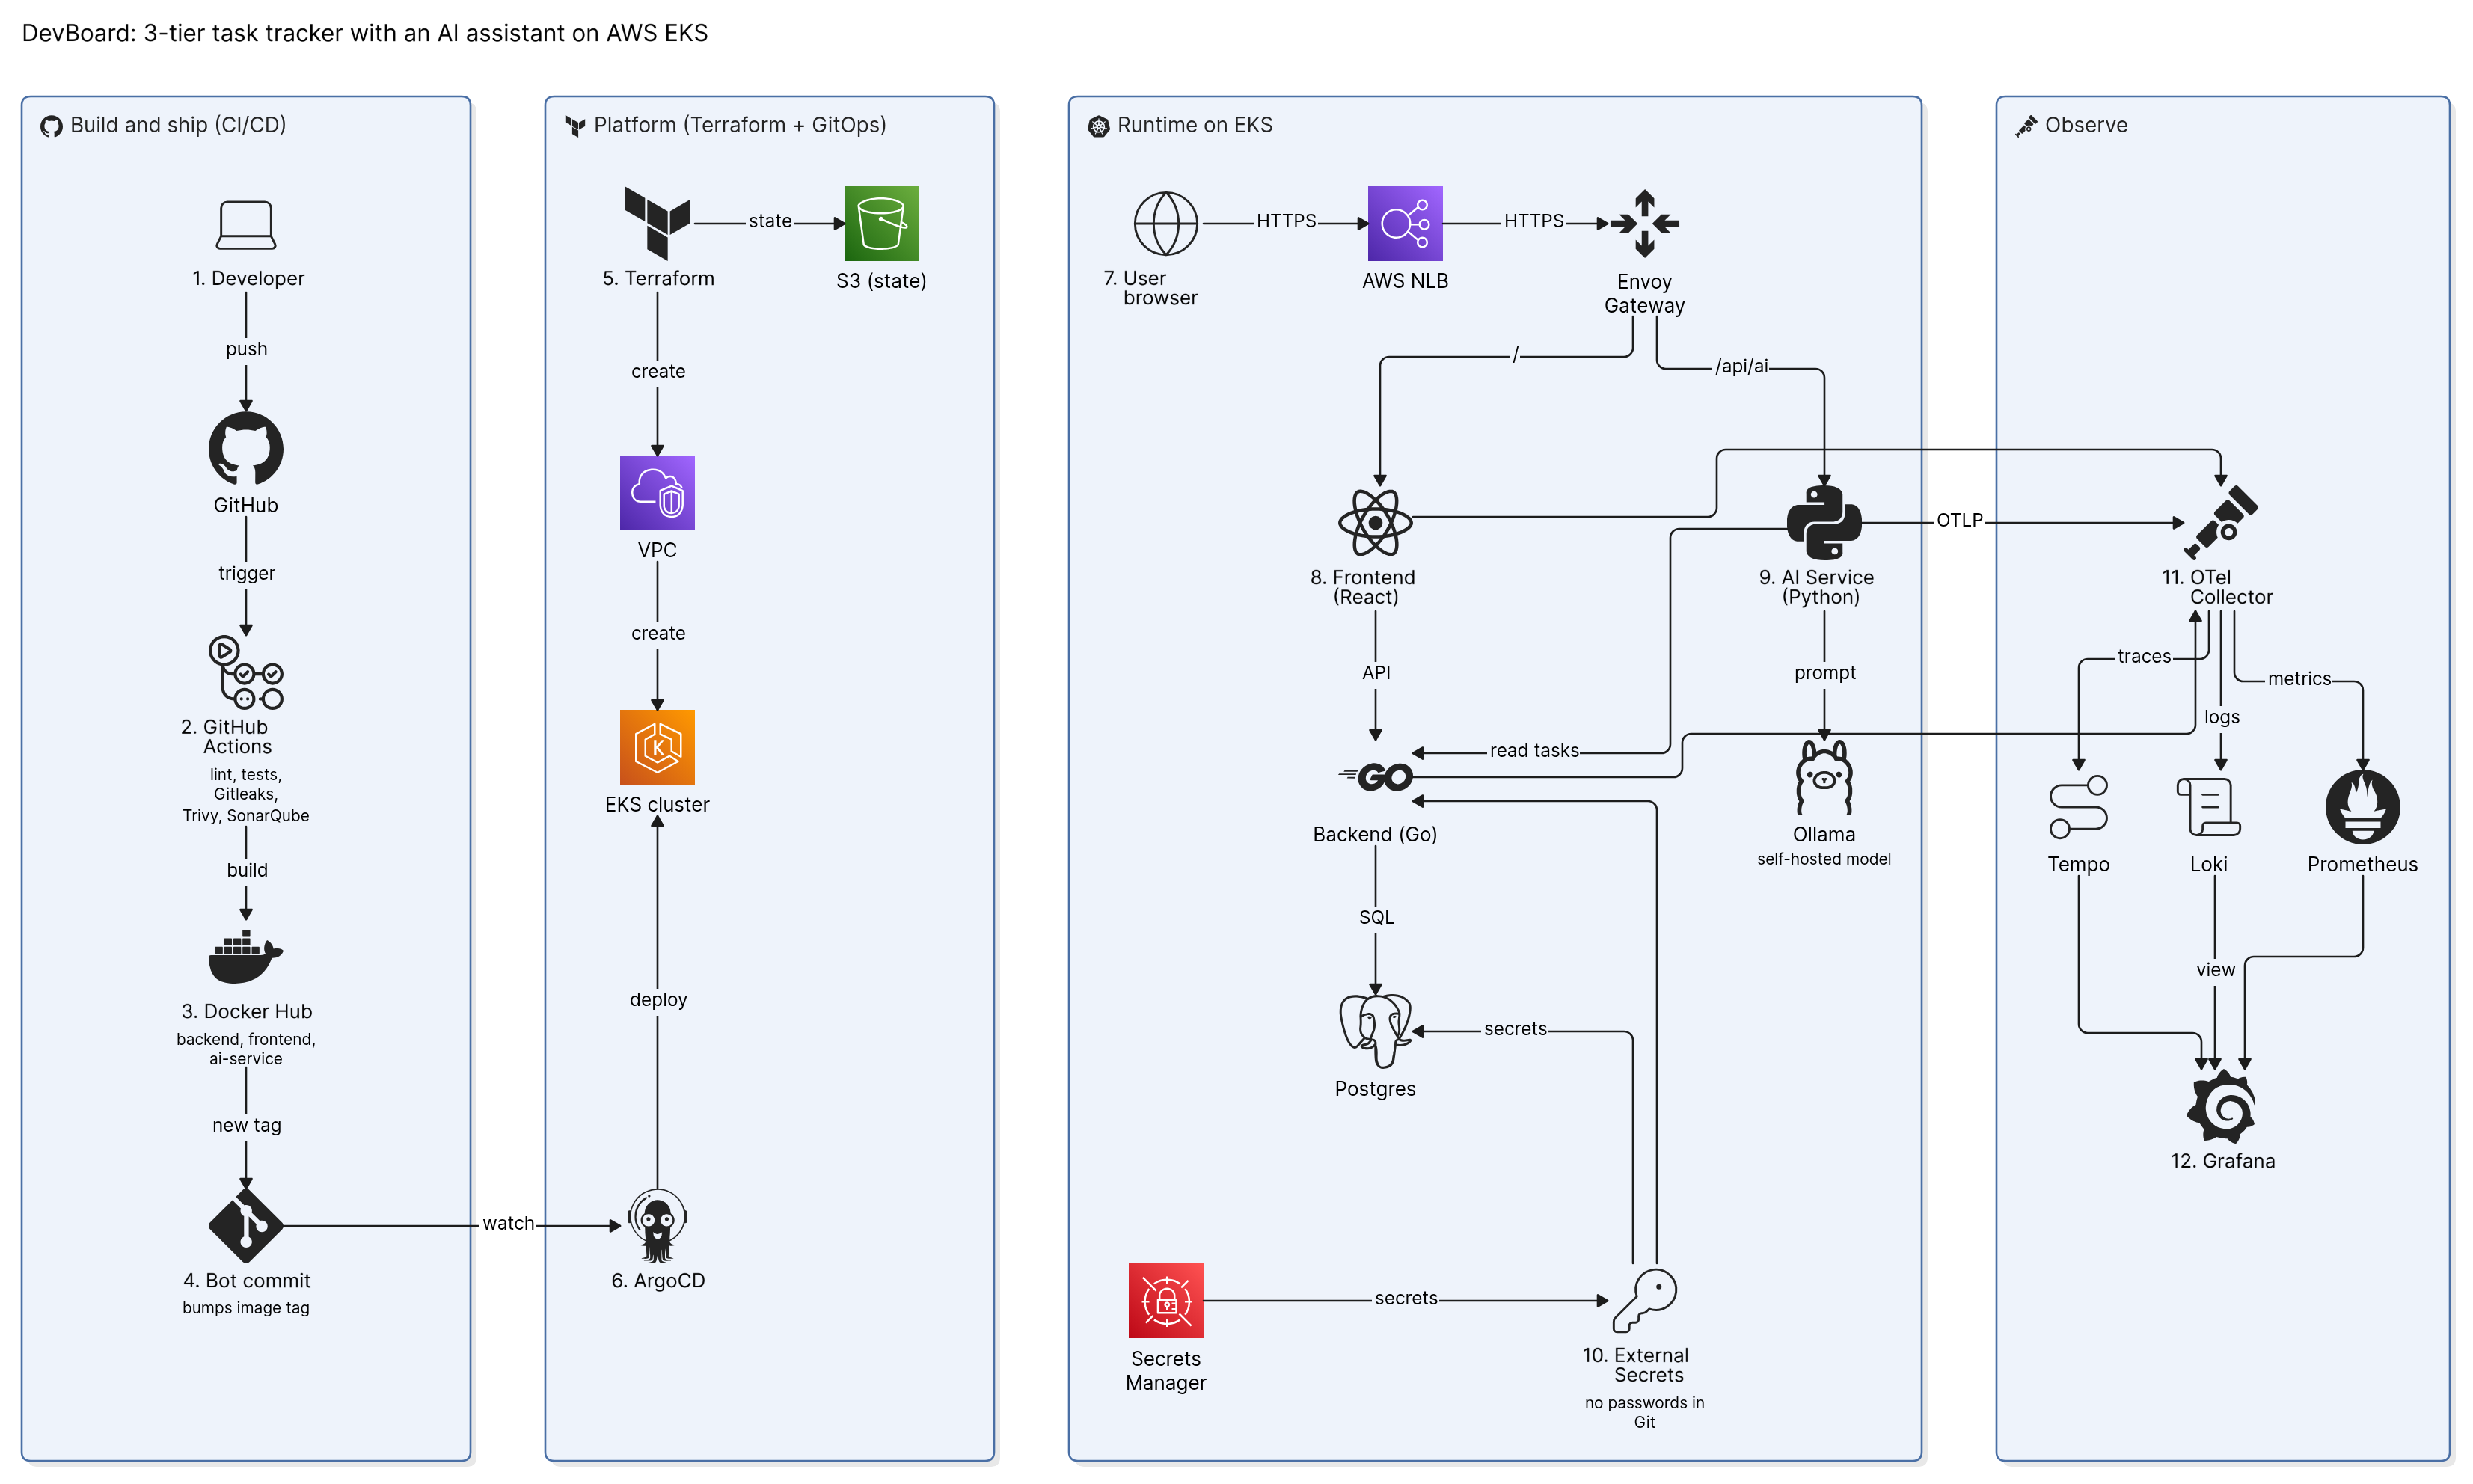 DevBoard: 3-tier task tracker with an AI assistant on AWS EKS
Build and ship (CI/CD)
1. Developer
push
GitHub
trigger
2. GitHub
Actions
lint, tests,
Gitleaks,
Trivy, SonarQube
build
3. Docker Hub
backend, frontend,
ai-service
new tag
4. Bot commit
bumps image tag
watch
Platform (Terraform + GitOps)
5. Terraform
state
S3 (state)
create
VPC
create
EKS cluster
deploy
6. ArgoCD
Runtime on EKS
7. User
browser
HTTPS
AWS NLB
HTTPS
Envoy
Gateway
/
/api/ai
8. Frontend
(React)
9. AI Service
(Python)
OTLP
API
prompt
read tasks
GO
Backend (Go)
Ollama
self-hosted model
SQL
Postgres
secrets
Secrets
Manager
secrets
10. External
Secrets
no passwords in
Git
Observe
11. OTel
Collector
traces
logs
metrics
Tempo
Loki
Prometheus
view
12. Grafana